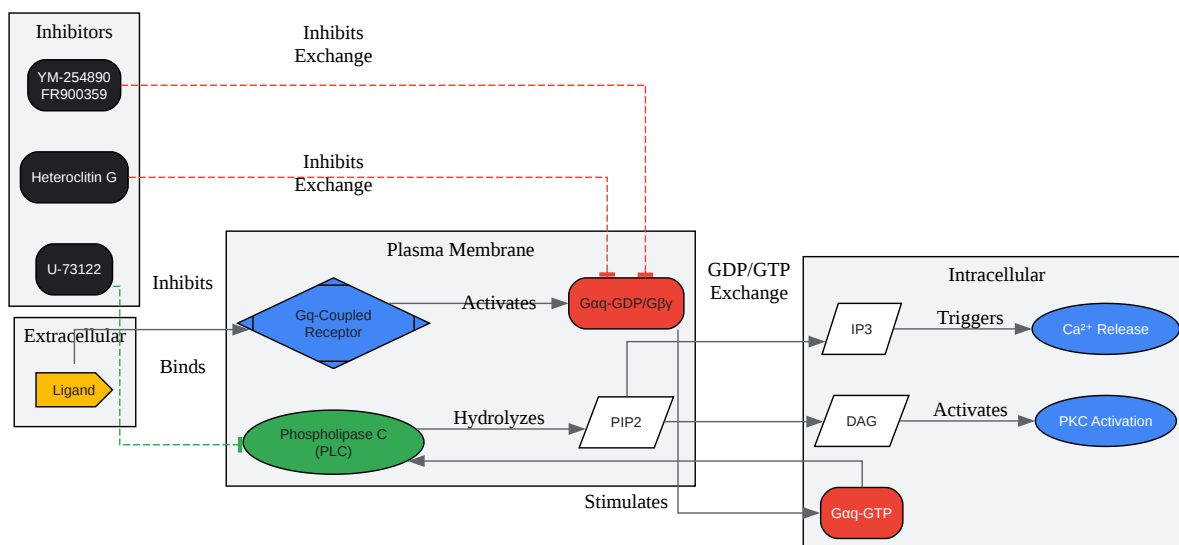 Inhibitors
YM-254890
FR900359
Heteroclitin G
U-73122
Inhibits
Exchange
Inhibits
Exchange
Inhibits
Extracellular
Ligand
Binds
Plasma Membrane
Gq-Coupled
Receptor
Activates
Gαq-GDP/Gβγ
Phospholipase C
(PLC)
Hydrolyzes
PIP2
Stimulates
GDP/GTP
Exchange
Intracellular
IP3
Triggers
Ca²⁺ Release
DAG
Activates
PKC Activation
Gαq-GTP